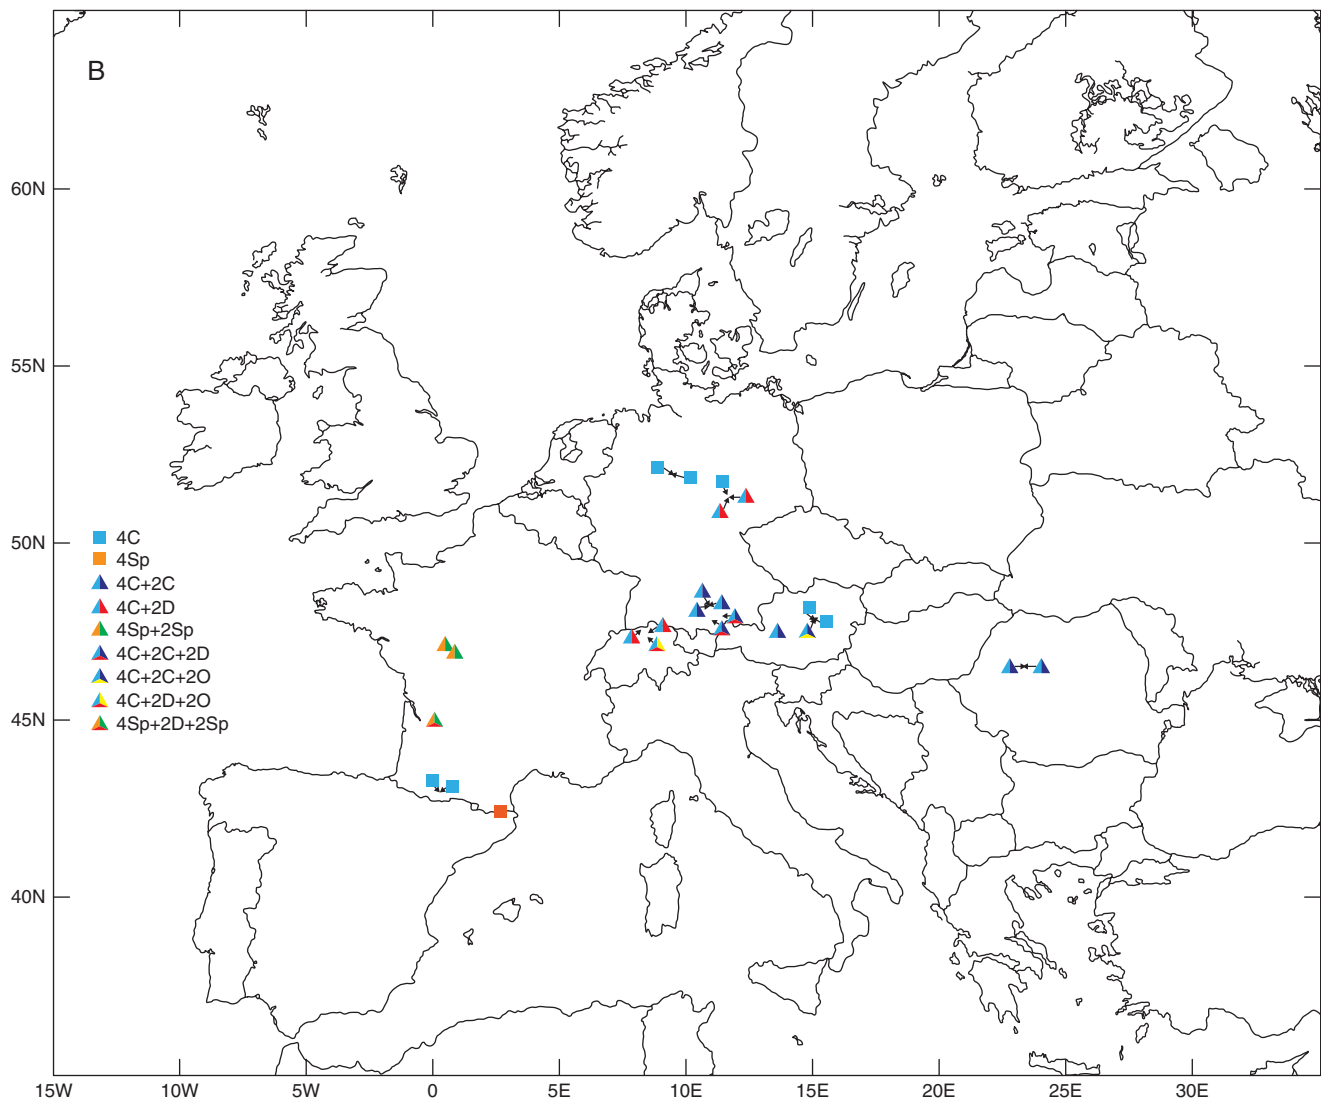 B
60N
55N
50N
45N
40N
4C
4Sp
4C+2C
4C+2D
4Sp+2Sp
4C+2C+2D
4C+2C+2O
4C+2D+2O
4Sp+2D+2Sp
15W 10W 5W 0 5E 10E 15E 20E 25E 30E